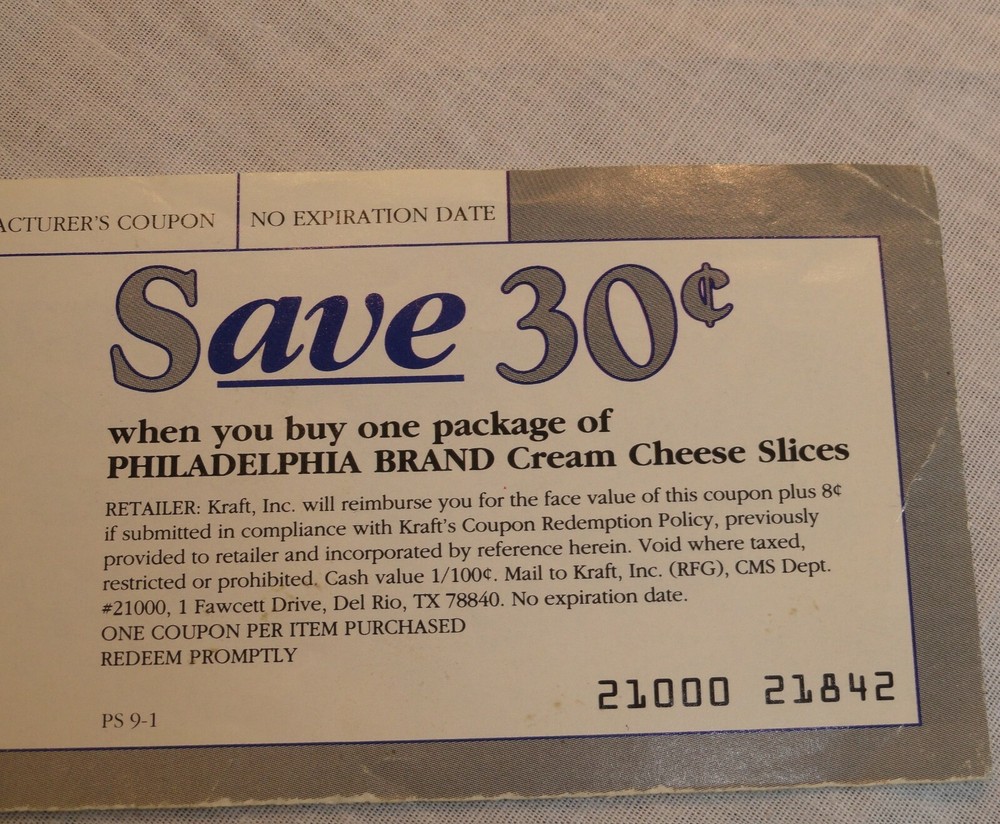 ACTURER'S COUPON
NO EXPIRATION DATE
Save 30¢
when you buy one package of
PHILADELPHIA BRAND Cream Cheese Slices
RETAILER: Kraft, Inc. will reimburse you for the face value of this coupon plus 8¢
if submitted in compliance with Kraft's Coupon Redemption Policy, previously
provided to retailer and incorporated by reference herein. Void where taxed,
restricted or prohibited. Cash value 1/100¢. Mail to Kraft, Inc. (RFG), CMS Dept.
#21000, 1 Fawcett Drive, Del Rio, TX 78840. No expiration date.
ONE COUPON PER ITEM PURCHASED
REDEEM PROMPTLY
21000 21842
PS 9-1